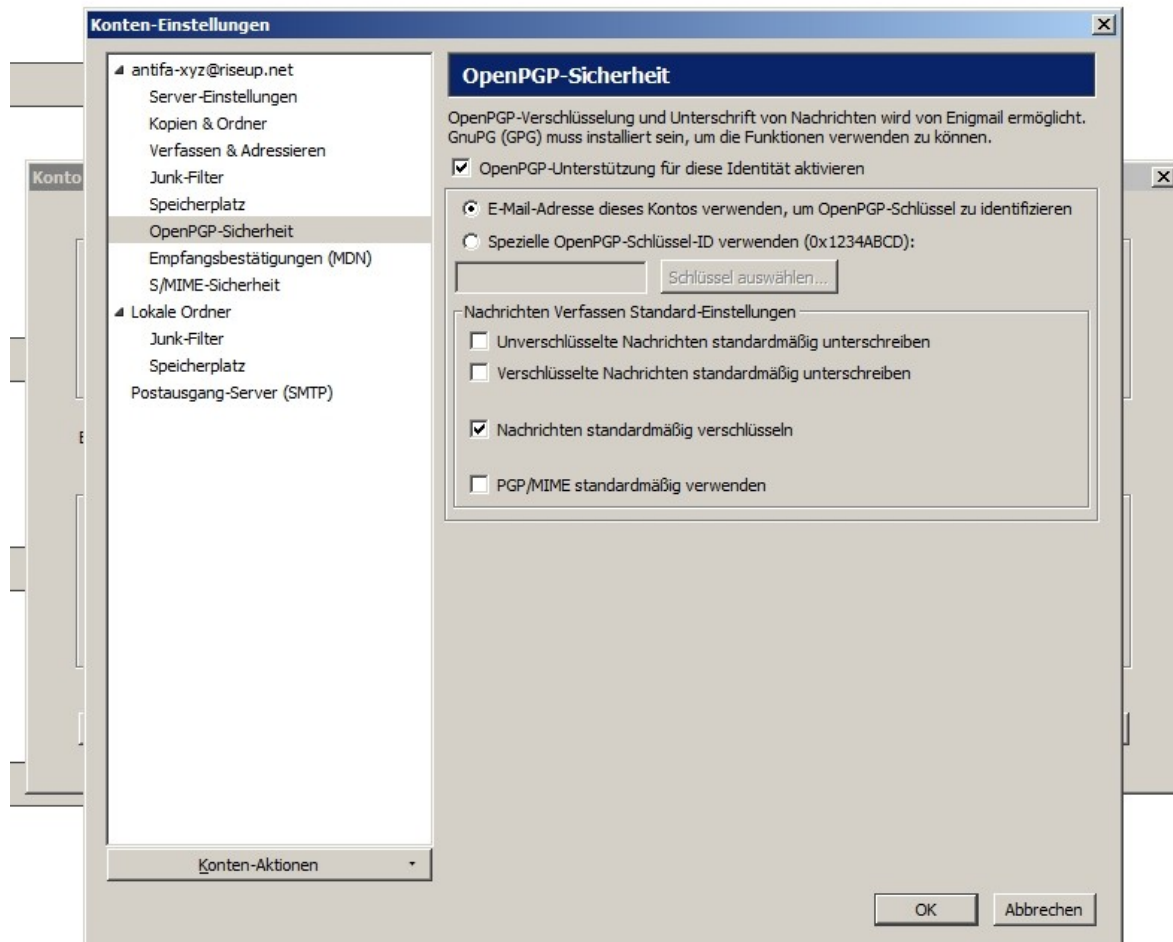 Konten-Einstellungen
antifa-xyz@riseup.net
Server-Einstellungen
Kopien & Ordner
Verfassen & Adressieren
Junk-Filter
Speicherplatz
OpenPGP-Sicherheit
Empfangsbestätigungen (MDN)
S/MIME-Sicherheit
Lokale Ordner
Junk-Filter
Speicherplatz
Postausgang-Server (SMTP)
Konten-Aktionen
OpenPGP-Sicherheit
OpenPGP-Verschlüsselung und Unterschrift von Nachrichten wird von Enigmail ermöglicht.
GnuPG (GPG) muss installiert sein, um die Funktionen verwenden zu können.
OpenPGP-Unterstützung für diese Identität aktivieren
E-Mail-Adresse dieses Kontos verwenden, um OpenPGP-Schlüssel zu identifizieren
Spezielle OpenPGP-Schlüssel-ID verwenden (0x1234ABCD):
Schlüssel auswählen...
Nachrichten Verfassen Standard-Einstellungen
Unverschlüsselte Nachrichten standardmäßig unterschreiben
Verschlüsselte Nachrichten standardmäßig unterschreiben
Nachrichten standardmäßig verschlüsseln
PGP/MIME standardmäßig verwenden
OK
Abbrechen
Konto